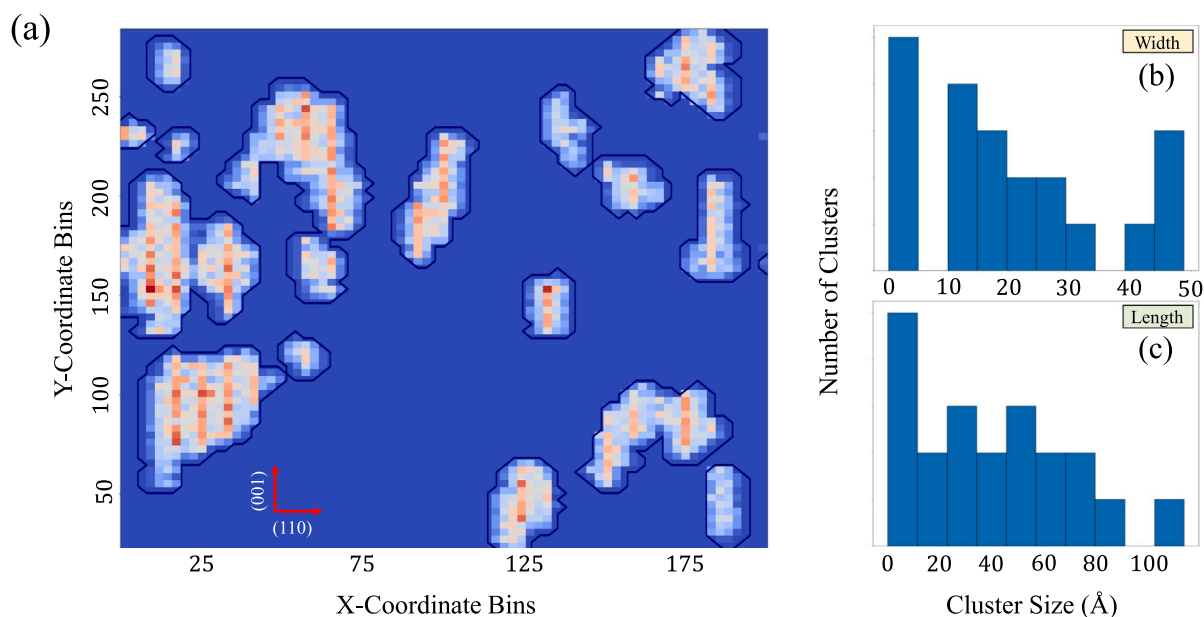 (a)
Y-Coordinate Bins
250
200
150
100
50
(001)
(110)
25 75 125 175
X-Coordinate Bins
Number of Clusters
Width
(b)
0 10 20 30 40 50
Length
(c)
0 20 40 60 80 100
Cluster Size (Å)